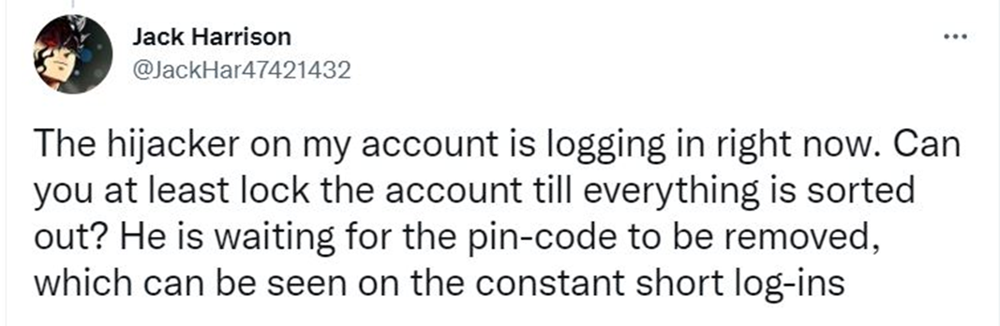 Jack Harrison
@JackHar47421432
The hijacker on my account is logging in right now. Can
you at least lock the account till everything is sorted
out? He is waiting for the pin-code to be removed,
which can be seen on the constant short log-ins